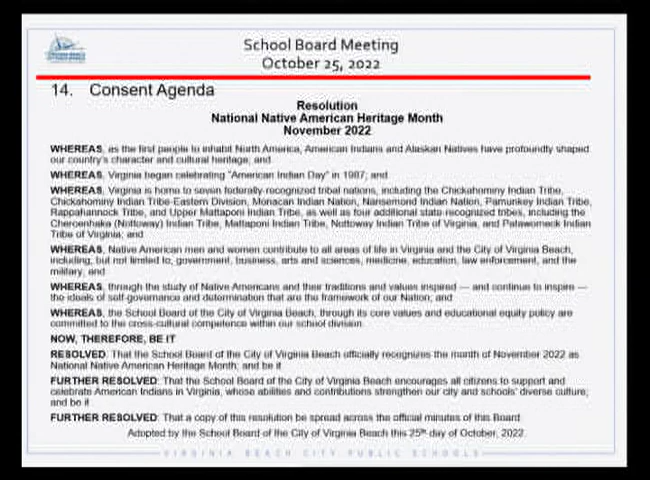 School Board Meeting
October 25, 2022
14. Consent Agenda
Resolution
National Native American Heritage Month
November 2022
WHEREAS, as the first people to inhabit North America, American Indians and Alaskan Natives have profoundly shaped
our country's character and cultural heritage; and
WHEREAS, Virginia began celebrating "American Indian Day" in 1987; and
WHEREAS, Virginia is home to seven federally-recognized tribal nations, including the Chickahominy Indian Tribe,
Chickahominy Indian Tribe-Eastern Division, Monacan Indian Nation, Nansemond Indian Nation, Pamunkey Indian Tribe,
Rappahannock Tribe, and Upper Mattaponi Indian Tribe, as well as four additional state-recognized tribes, including the
Cheroenhaka (Nottoway) Indian Tribe, Mattaponi Indian Tribe, Nottoway Indian Tribe of Virginia, and Patawomeck Indian
Tribe of Virginia; and
WHEREAS, Native American men and women contribute to all areas of life in Virginia and the City of Virginia Beach,
including, but not limited to, government, business, arts and sciences, medicine, education, law enforcement, and the
military; and
WHEREAS, through the study of Native Americans and their traditions and values inspired — and continue to inspire —
the ideals of self-governance and determination that are the framework of our Nation; and
WHEREAS, the School Board of the City of Virginia Beach, through its core values and educational equity policy are
committed to the cross-cultural competence within our school division.
NOW, THEREFORE, BE IT
RESOLVED: That the School Board of the City of Virginia Beach officially recognizes the month of November 2022 as
National Native American Heritage Month; and be it
FURTHER RESOLVED: That the School Board of the City of Virginia Beach encourages all citizens to support and
celebrate American Indians in Virginia, whose abilities and contributions strengthen our city and schools' diverse culture;
and be it
FURTHER RESOLVED: That a copy of this resolution be spread across the official minutes of this Board.
Adopted by the School Board of the City of Virginia Beach this 25th day of October, 2022.
VIRGINIA BEACH CITY PUBLIC SCHOOLS